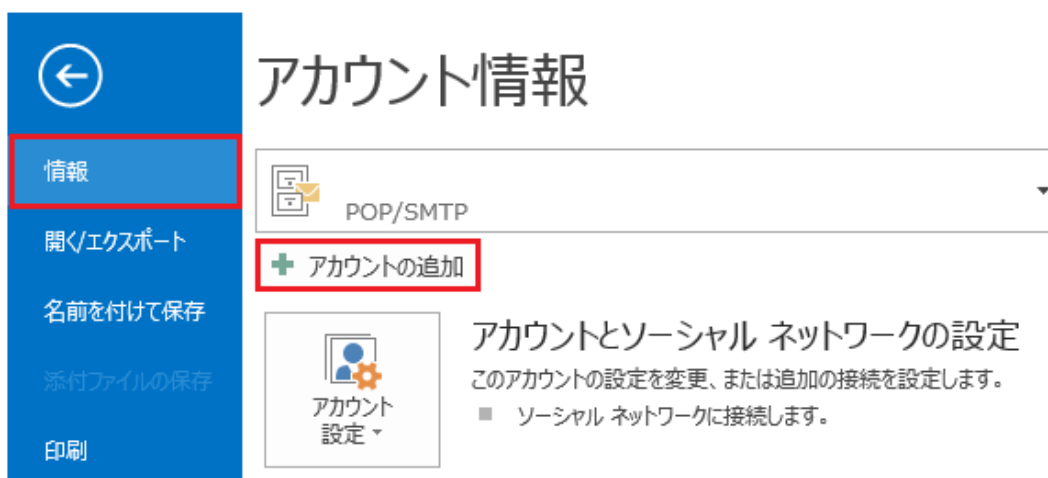 アカウント情報
情報
POP/SMTP
開く/エクスポート
アカウントの追加
名前を付けて保存
アカウントとソーシャル ネットワークの設定
このアカウントの設定を変更、または追加の接続を設定します。
添付ファイルの保存
ソーシャル ネットワークに接続します。
アカウント
設定
印刷